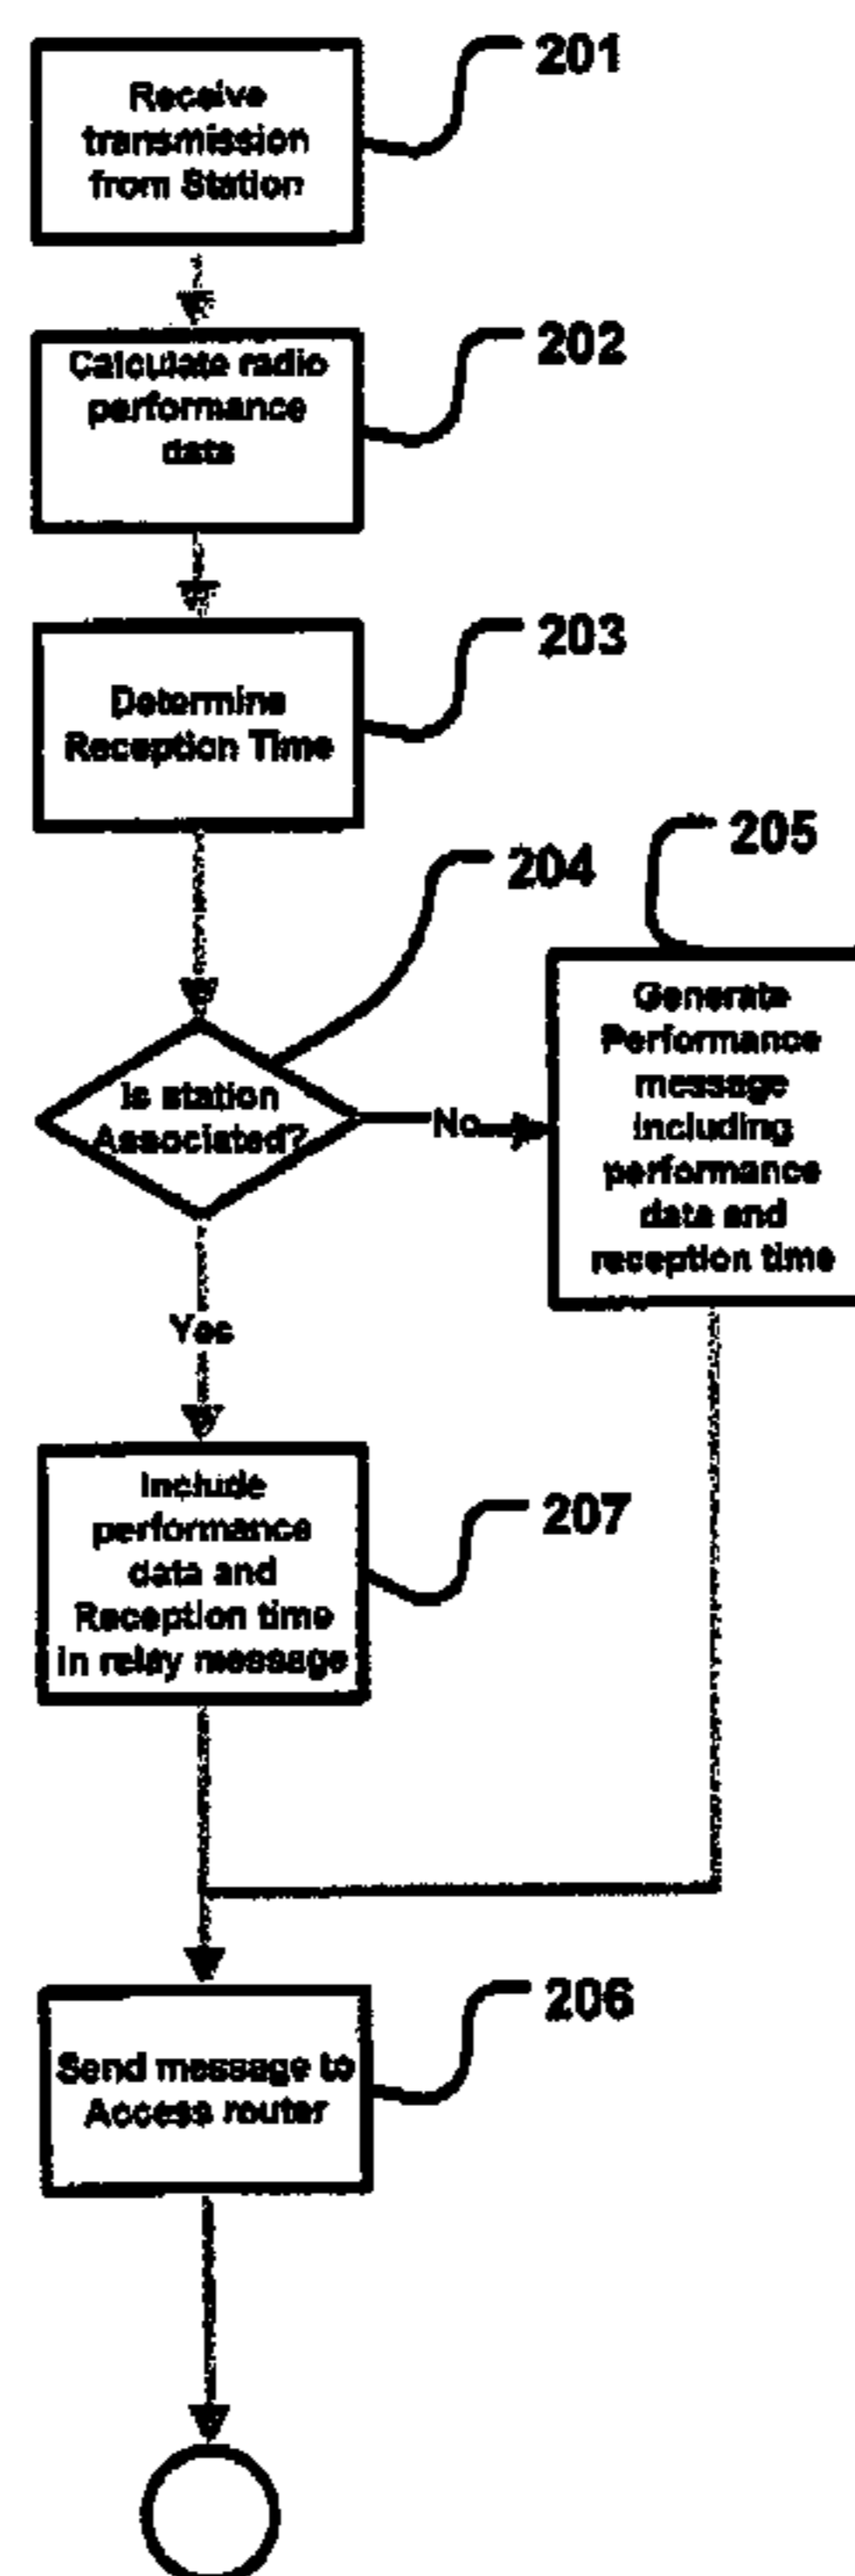 201
Receive
transmission
from Station
202
Calculate radio
performance
data
203
Determine
Reception Time
204
Is station
Associated?
No
205
Generate
Performance
message
including
performance
data and
reception time
Yes
Include
performance
data and
Reception time
in relay message
207
206
Send message to
Access router